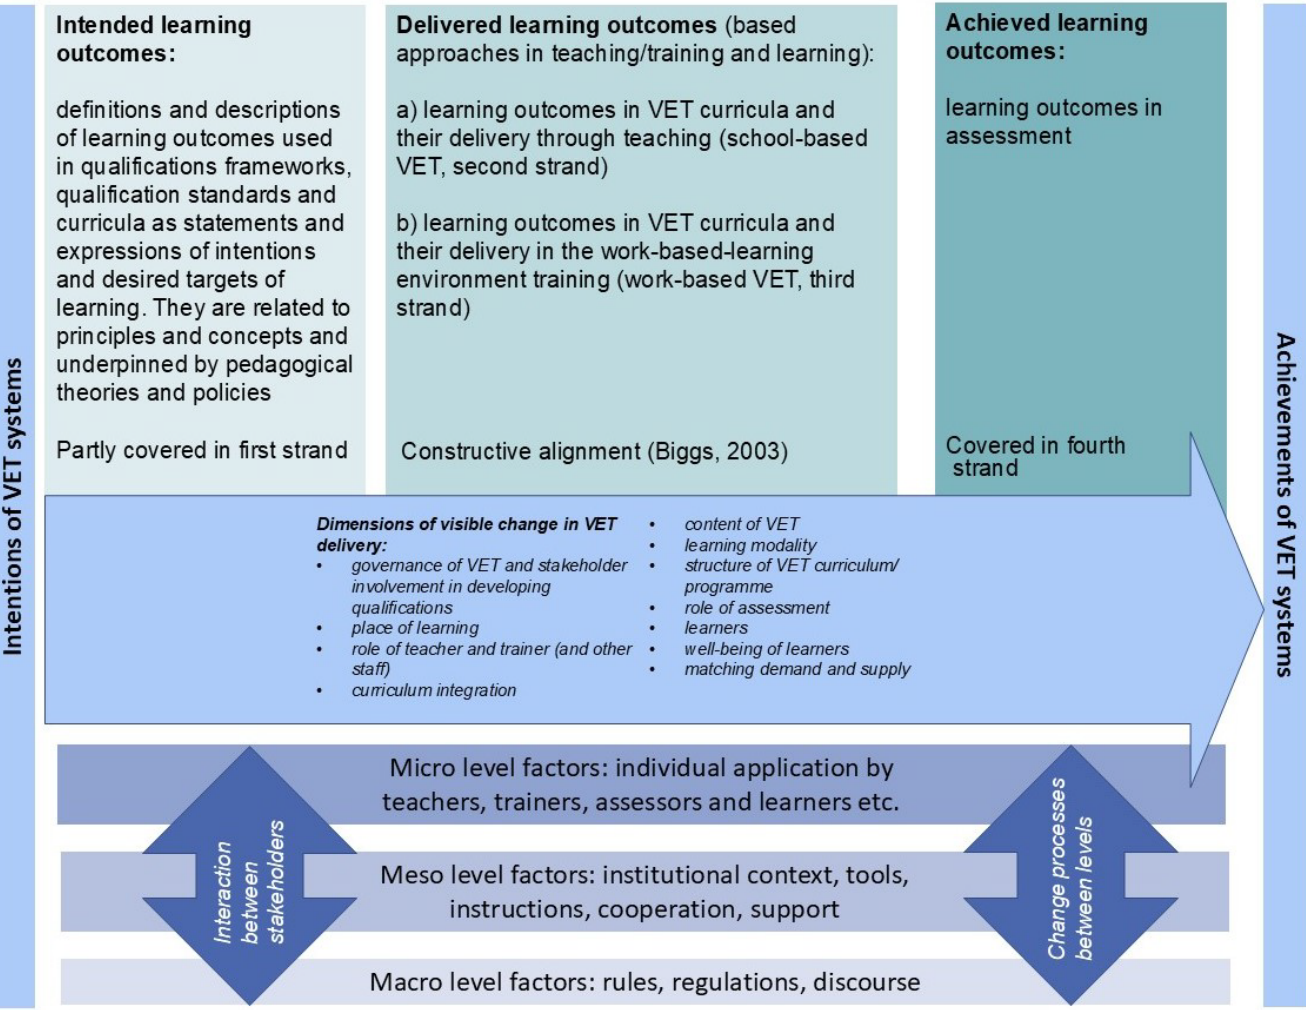 Intentions of VET systems
Intended learning
outcomes:
definitions and descriptions
of learning outcomes used
in qualifications frameworks,
qualification standards and
curricula as statements and
expressions of intentions
and desired targets of
learning. They are related to
principles and concepts and
underpinned by pedagogical
theories and policies
Partly covered in first strand
Delivered learning outcomes (based
approaches in teaching/training and learning):
a) learning outcomes in VET curricula and
their delivery through teaching (school-based
VET, second strand)
b) learning outcomes in VET curricula and
their delivery in the work-based-learning
environment training (work-based VET, third
strand)
Constructive alignment (Biggs, 2003)
Achieved learning
outcomes:
learning outcomes in
assessment
Covered in fourth
strand
Achievements of VET systems
Dimensions of visible change in VET
delivery:
• governance of VET and stakeholder
involvement in developing
qualifications
• place of learning
• role of teacher and trainer (and other
staff)
• curriculum integration
• content of VET
• learning modality
• structure of VET curriculum/
programme
• role of assessment
• learners
• well-being of learners
• matching demand and supply
Micro level factors: individual application by
teachers, trainers, assessors and learners etc.
Meso level factors: institutional context, tools,
instructions, cooperation, support
Macro level factors: rules, regulations, discourse
Interaction
between
stakeholders
Change processes
between levels